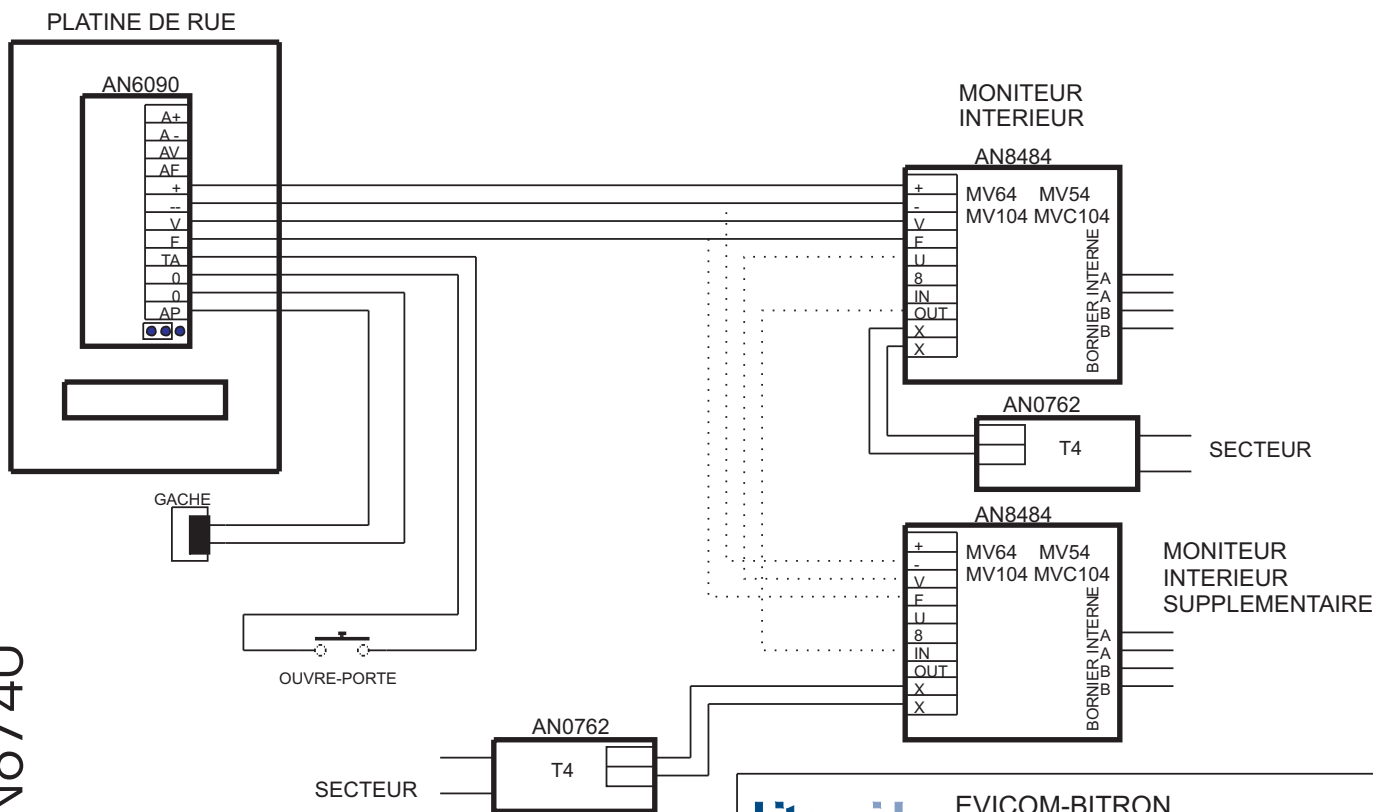 PLATINE DE RUE
AN6090
A+
A -
AV
AF
+
--
V
F
TA
0
0
AP
GACHE
OUVRE-PORTE
MONITEUR
INTERIEUR
AN8484
+
-
V
F
U
8
IN
OUT
X
X
MV64 MV54
MV104 MVC104
BORNIER INTERNE
A
A
B
B
AN0762
T4
SECTEUR
AN8484
+
-
V
F
U
8
IN
OUT
X
X
MV64 MV54
MV104 MVC104
BORNIER INTERNE
A
A
B
B
MONITEUR
INTERIEUR
SUPPLEMENTAIRE
AN0762
T4
SECTEUR
EVICOM-BITRON